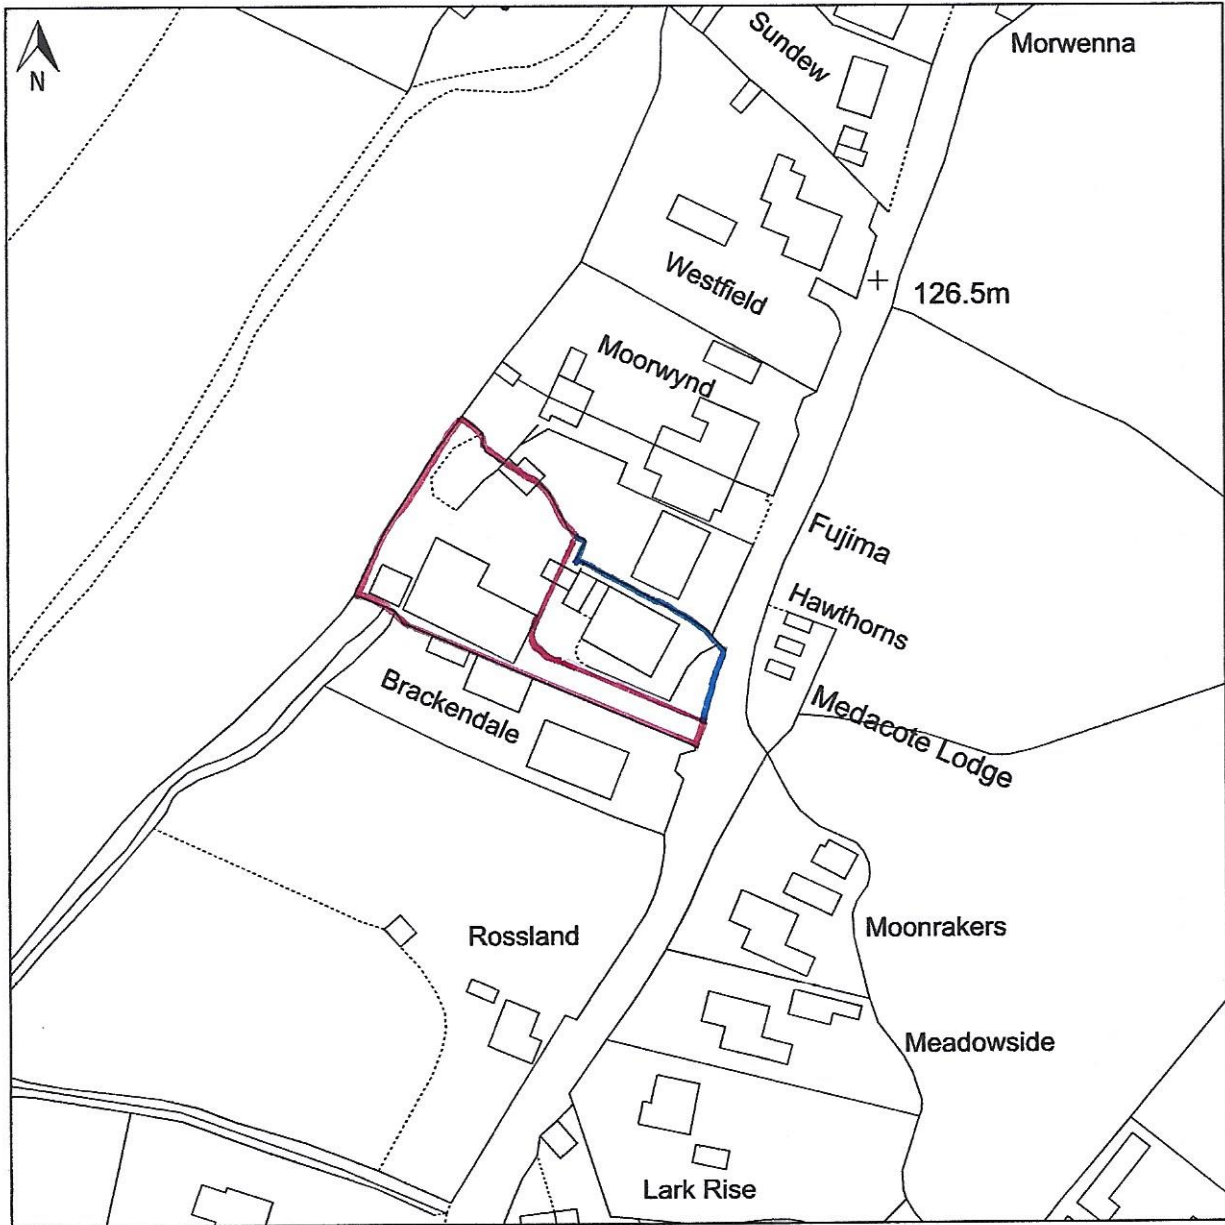 Sundew
Morwenna
N
Westfield
126.5m
Moorwynd
Fujima
Hawthorns
Brackendale
Medacote Lodge
Rossland
Moonrakers
Meadowside
Lark Rise